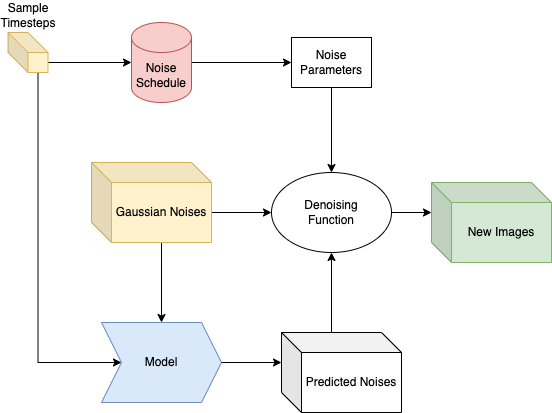 Sample
Timesteps
Noise
Schedule
Noise
Parameters
Gaussian Noises
Denoising
Function
New Images
Model
Predicted Noises